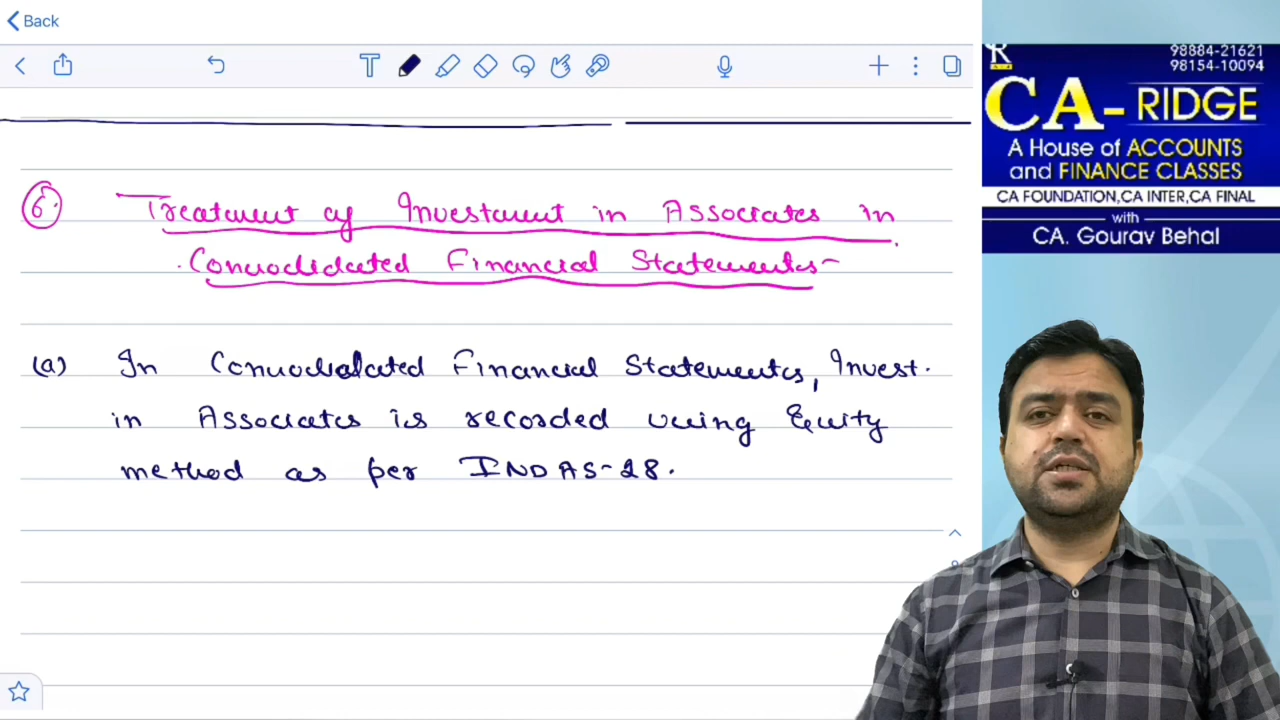 Back
98884-21621
98154-10094
CA- RIDGE
A House of ACCOUNTS
and FINANCE CLASSES
CA FOUNDATION,CA INTER,CA FINAL
with
CA. Gourav Behal
6. Treatment of Investment in Associates in
Consolidated Financial Statements-
(a) In Consolidated Financial Statements, Invest.
in Associates is recorded using Equity
method as per INDAS-28.